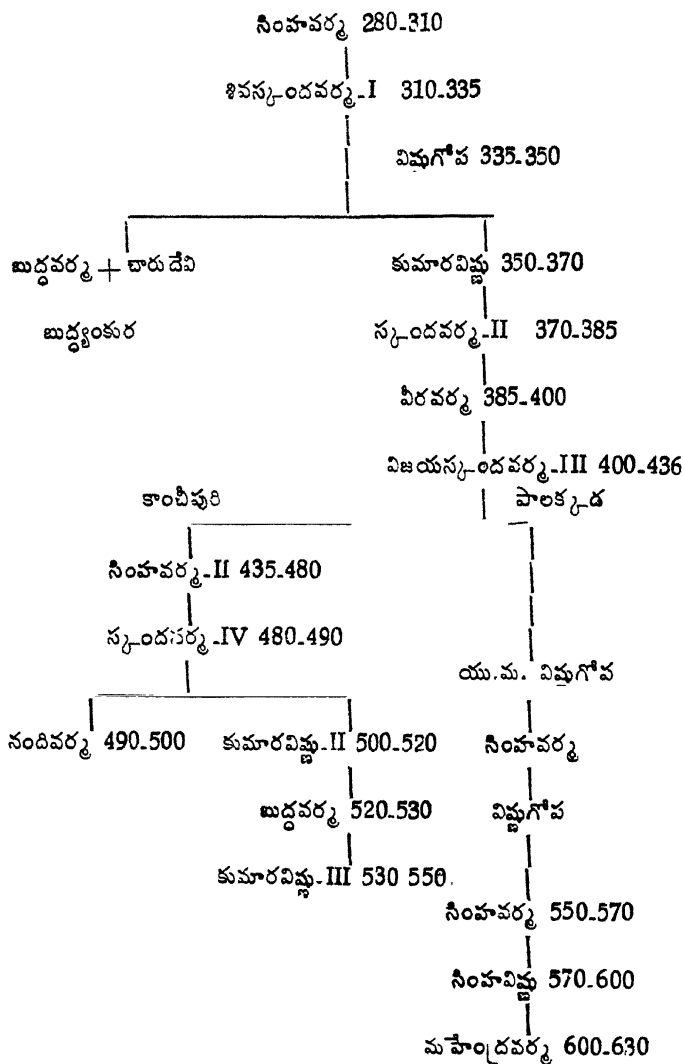 సింహవర్మ 280-310
శివస్కందవర్మ-I 310-335
విష్ణుగోప 335-350
బుద్ధవర్మ + చారుదేవి కుమారవిష్ణు 350-370
బుద్ధ్యంకుర స్కందవర్మ-II 370-385
వీరవర్మ 385-400
విజయస్కందవర్మ-III 400-436
కాంచీపురి పాలక్కడ
సింహవర్మ-II 435-480
స్కందవర్మ-IV 480-490
యు.మ. విష్ణుగోప
నందివర్మ 490-500 కుమారవిష్ణు-II 500-520 సింహవర్మ
బుద్ధవర్మ 520-530 విష్ణుగోప
కుమారవిష్ణు-III 530 550.
సింహవర్మ 550-570
సింహవిష్ణు 570-600
మహేంద్రవర్మ 600-630